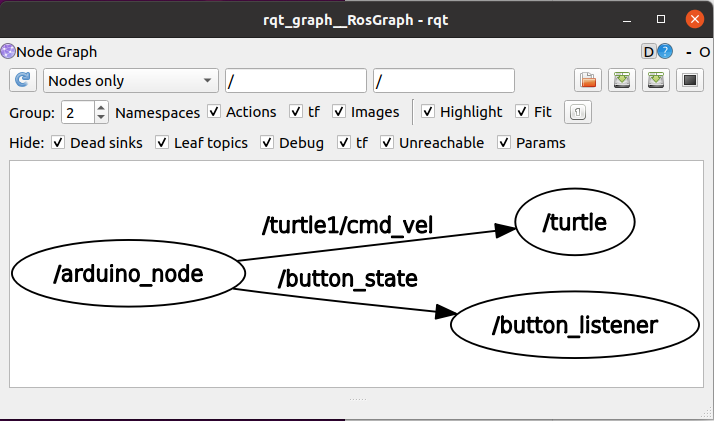 rqt_graph__RosGraph - rqt
Node Graph D ? - O
Nodes only / /
Group: 2 Namespaces Actions tf Images Highlight Fit
Hide: Dead sinks Leaf topics Debug tf Unreachable Params
/turtle1/cmd_vel /turtle
/arduino_node /button_state
/button_listener